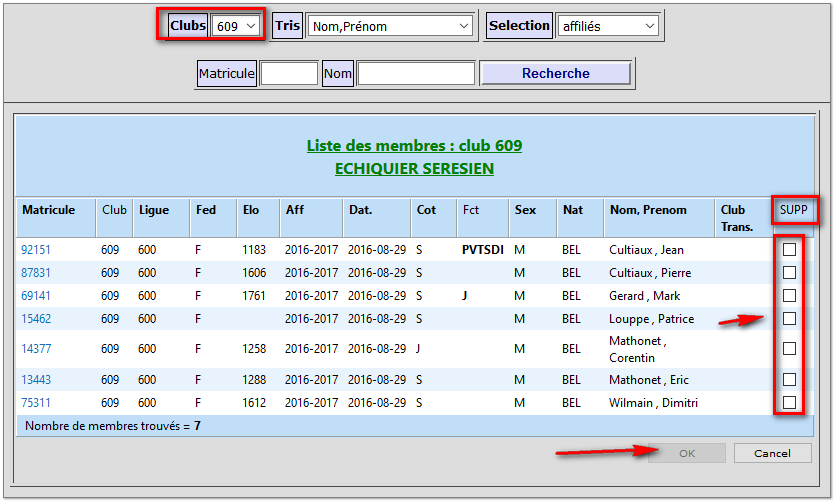 Clubs 609 Tris Nom,Prénom Selection affiliés
Matricule Nom Recherche
Liste des membres : club 609
ECHIQUIER SERESIEN
Matricule Club Ligue Fed Elo Aff Dat. Cot Fct Sex Nat Nom, Prenom Club Trans. SUPP
92151 609 600 F 1183 2016-2017 2016-08-29 S PVTSDI M BEL Cultiaux , Jean
87831 609 600 F 1606 2016-2017 2016-08-29 S M BEL Cultiaux , Pierre
69141 609 600 F 1761 2016-2017 2016-08-29 S J M BEL Gerard , Mark
15462 609 600 F 2016-2017 2016-08-29 S M BEL Louppe , Patrice
14377 609 600 F 1258 2016-2017 2016-08-29 J M BEL Mathonet , Corentin
13443 609 600 F 1288 2016-2017 2016-08-29 S M BEL Mathonet , Eric
75311 609 600 F 1612 2016-2017 2016-08-29 S M BEL Wilmain , Dimitri
Nombre de membres trouvés = 7
OK Cancel